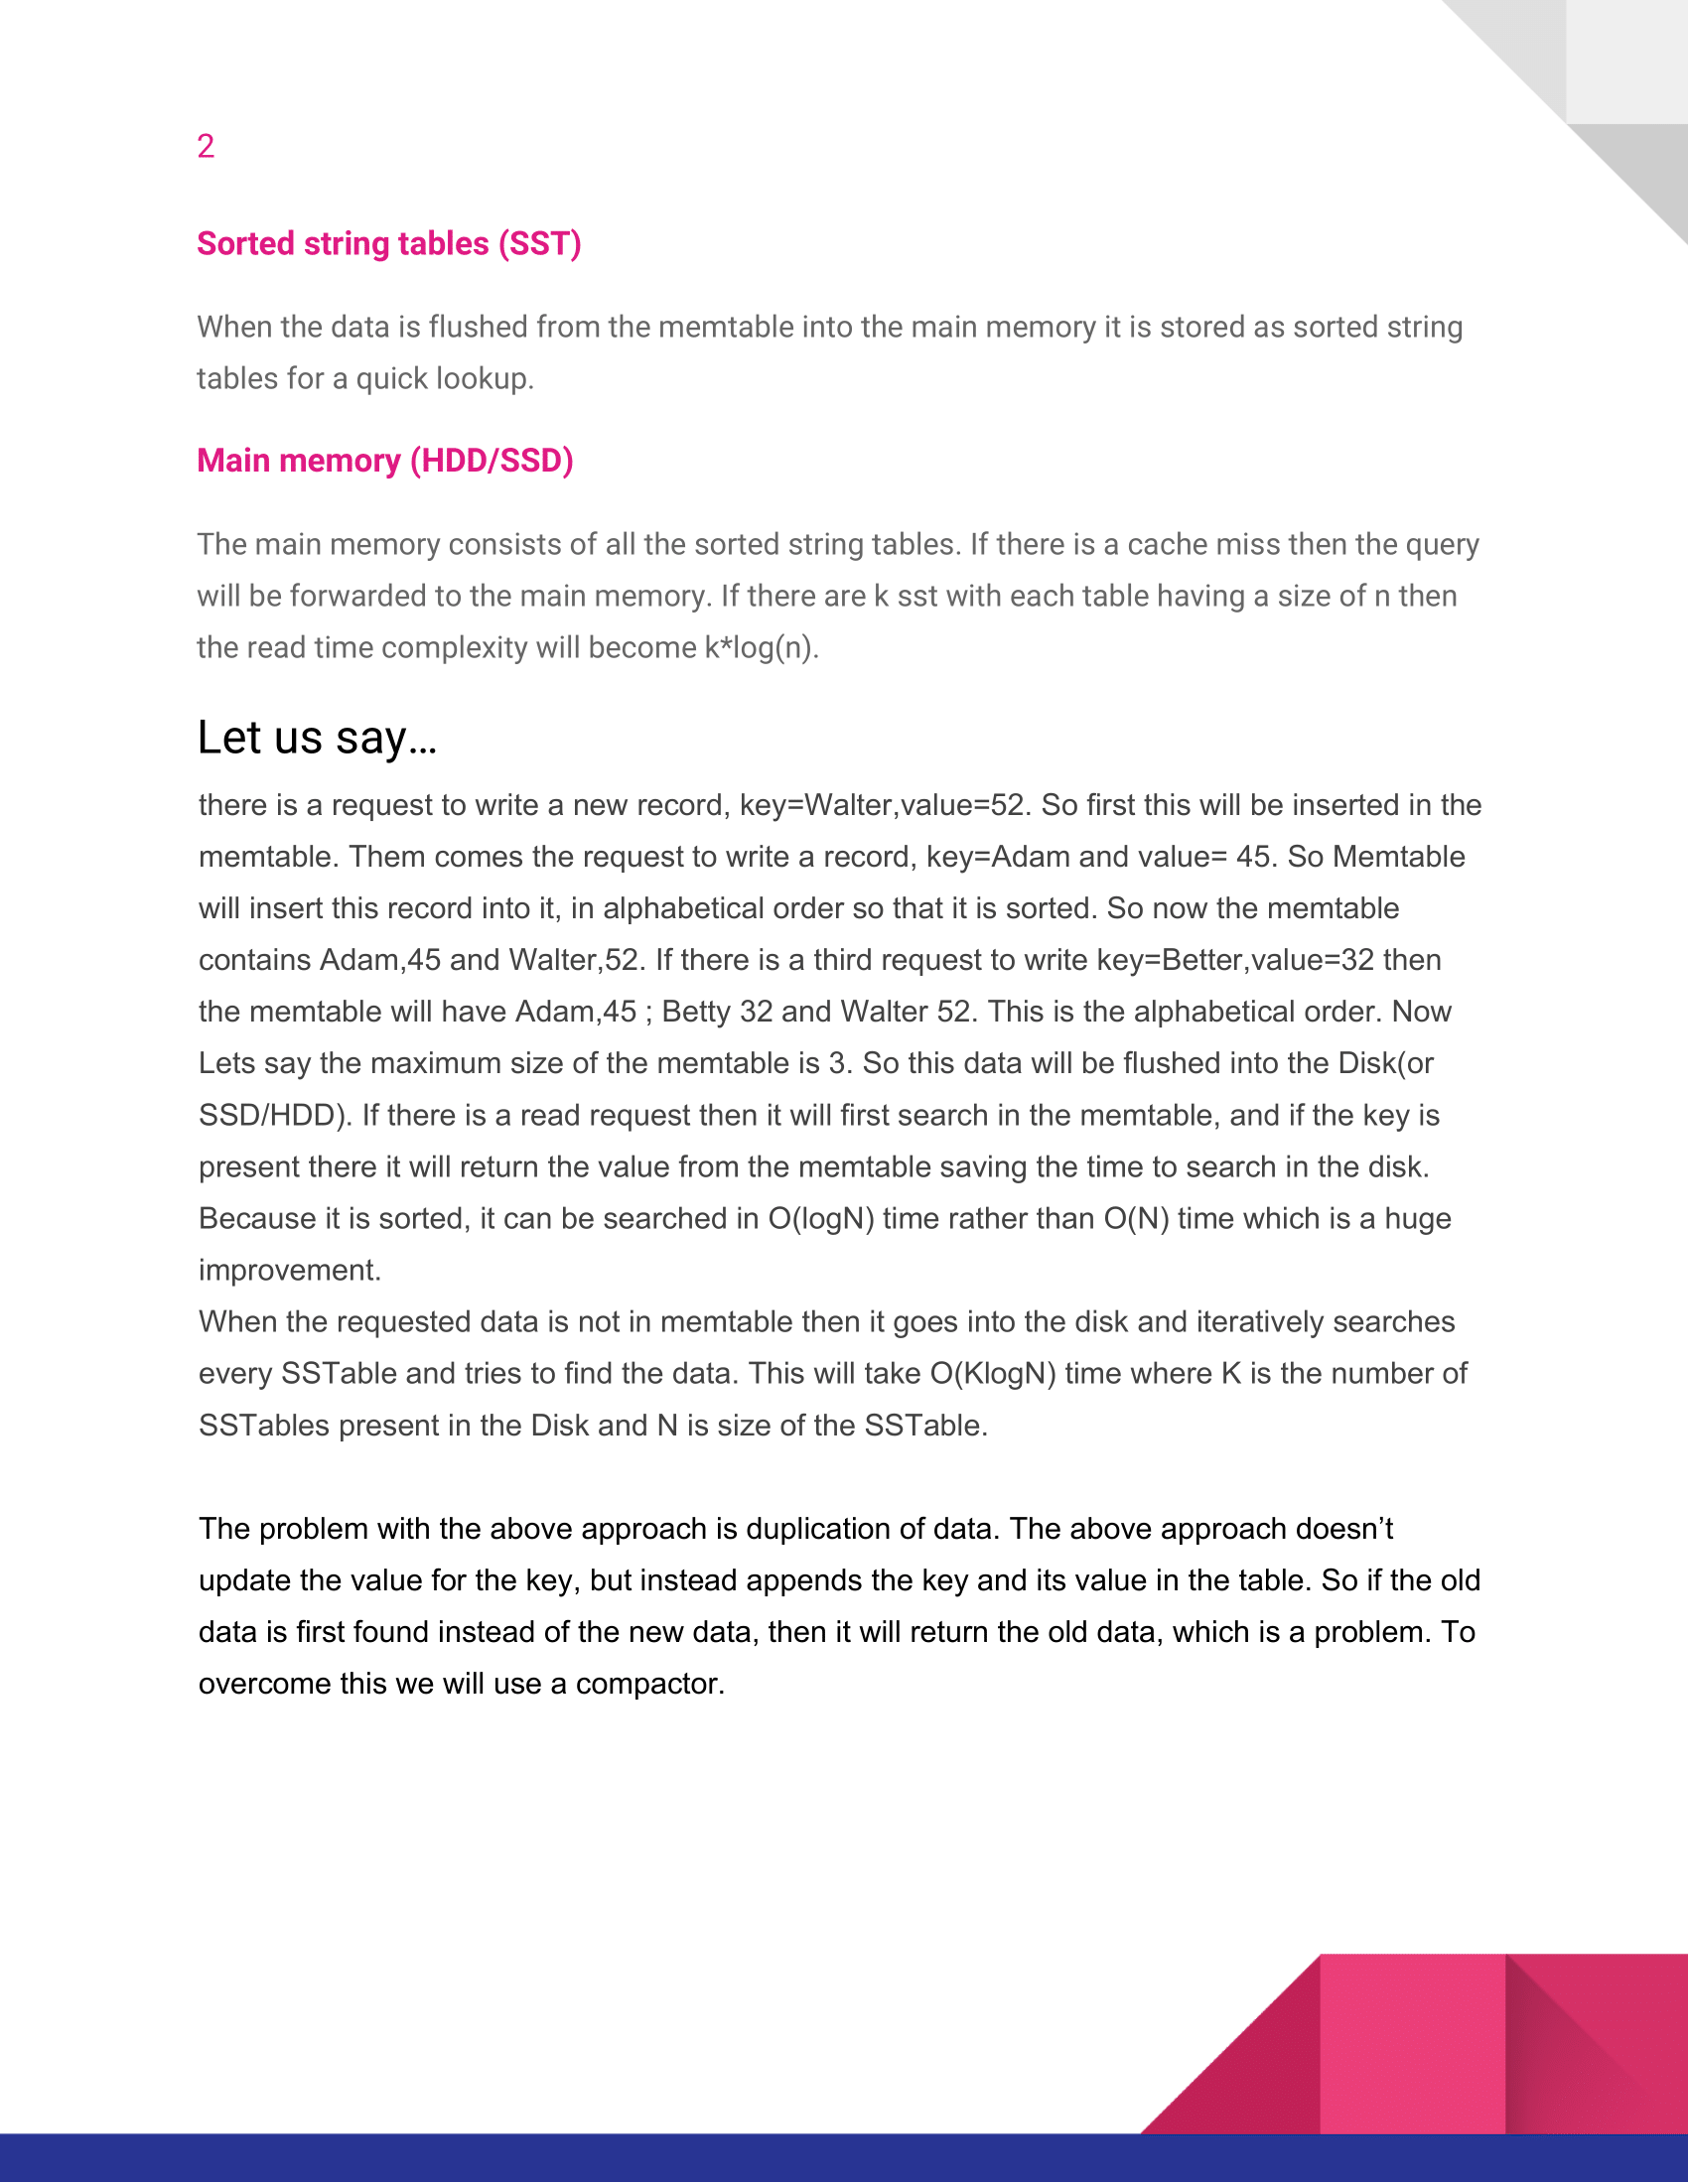 2
Sorted string tables (SST)
When the data is flushed from the memtable into the main memory it is stored as sorted string
tables for a quick lookup.
Main memory (HDD/SSD)
The main memory consists of all the sorted string tables. If there is a cache miss then the query
will be forwarded to the main memory. If there are k sst with each table having a size of n then
the read time complexity will become k*log(n).
Let us say…
there is a request to write a new record, key=Walter,value=52. So first this will be inserted in the
memtable. Them comes the request to write a record, key=Adam and value= 45. So Memtable
will insert this record into it, in alphabetical order so that it is sorted. So now the memtable
contains Adam,45 and Walter,52. If there is a third request to write key=Better,value=32 then
the memtable will have Adam,45 ; Betty 32 and Walter 52. This is the alphabetical order. Now
Lets say the maximum size of the memtable is 3. So this data will be flushed into the Disk(or
SSD/HDD). If there is a read request then it will first search in the memtable, and if the key is
present there it will return the value from the memtable saving the time to search in the disk.
Because it is sorted, it can be searched in O(logN) time rather than O(N) time which is a huge
improvement.
When the requested data is not in memtable then it goes into the disk and iteratively searches
every SSTable and tries to find the data. This will take O(KlogN) time where K is the number of
SSTables present in the Disk and N is size of the SSTable.
The problem with the above approach is duplication of data. The above approach doesn’t
update the value for the key, but instead appends the key and its value in the table. So if the old
data is first found instead of the new data, then it will return the old data, which is a problem. To
overcome this we will use a compactor.